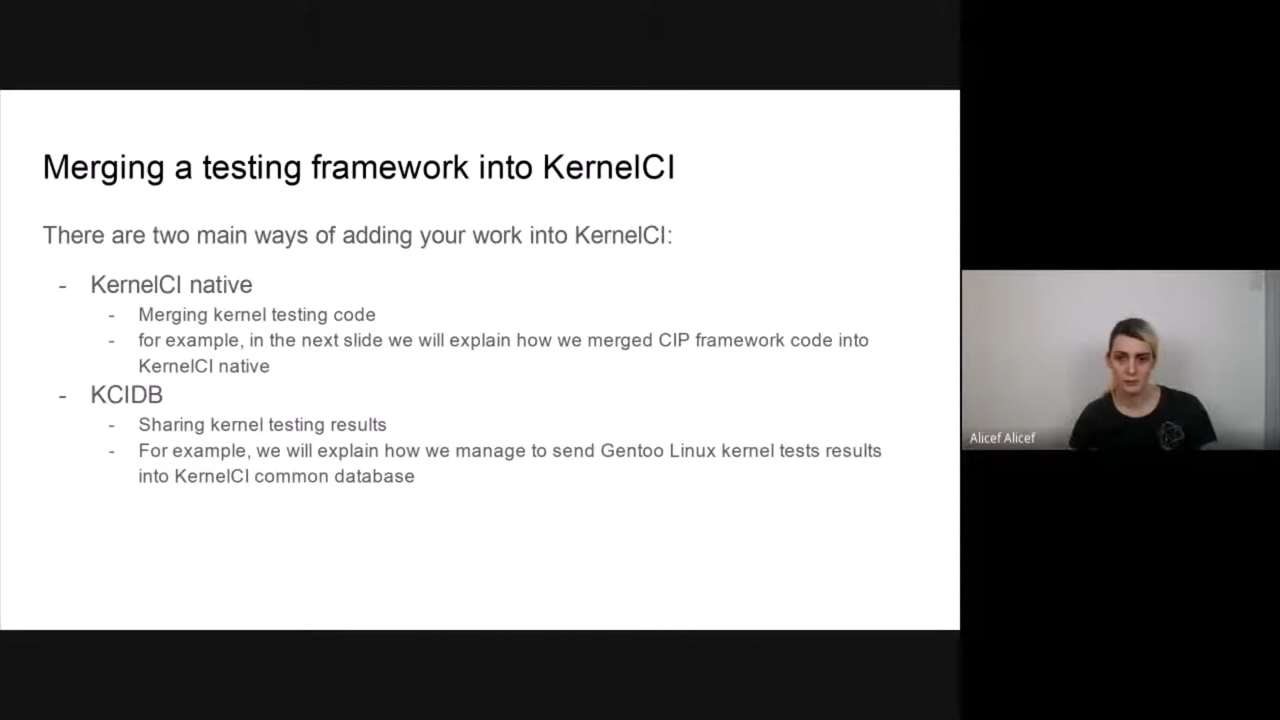 Merging a testing framework into KernelCI
There are two main ways of adding your work into KernelCI:
- KernelCI native
- Merging kernel testing code
- for example, in the next slide we will explain how we merged CIP framework code into
KernelCI native
- KCIDB
- Sharing kernel testing results
- For example, we will explain how we manage to send Gentoo Linux kernel tests results
into KernelCI common database
Alicef Alicef